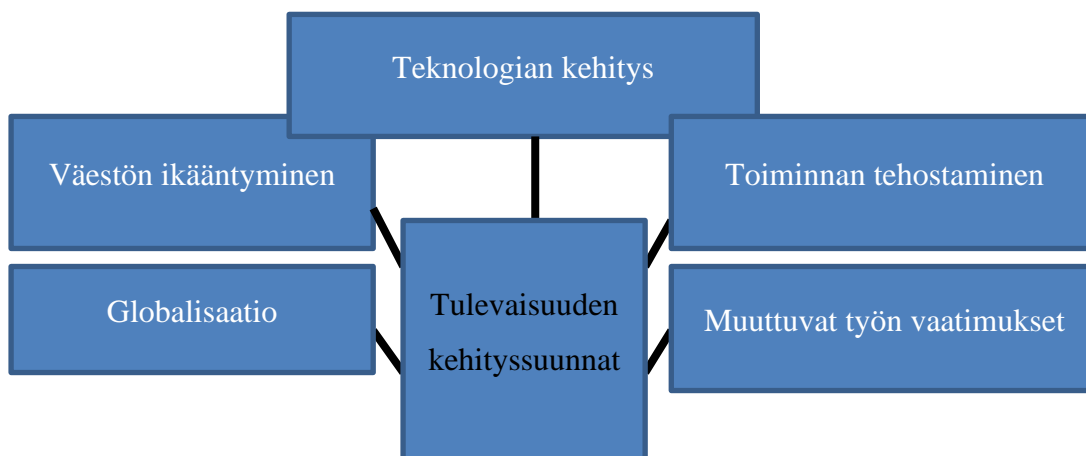 Teknologian kehitys
Väestön ikääntyminen
Toiminnan tehostaminen
Globalisaatio
Tulevaisuuden
kehityssuunnat
Muuttuvat työn vaatimukset